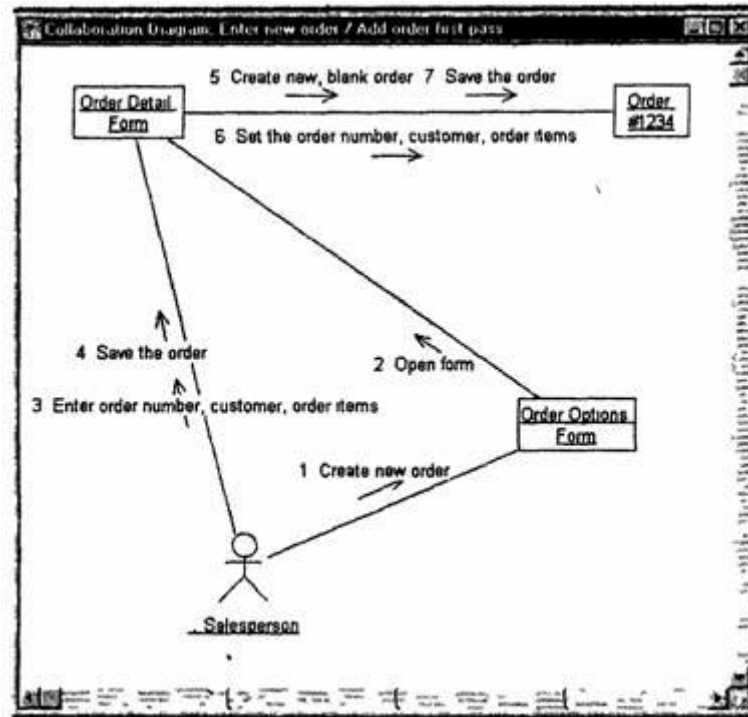 Collaboration Diagram: Enter new order / Add order first pass
5 Create new, blank order 7 Save the order
Order Detail
Form
Order
#1234
6 Set the order number, customer, order items
4 Save the order
2 Open form
3 Enter order number, customer, order items
Order Options
Form
1 Create new order
Salesperson